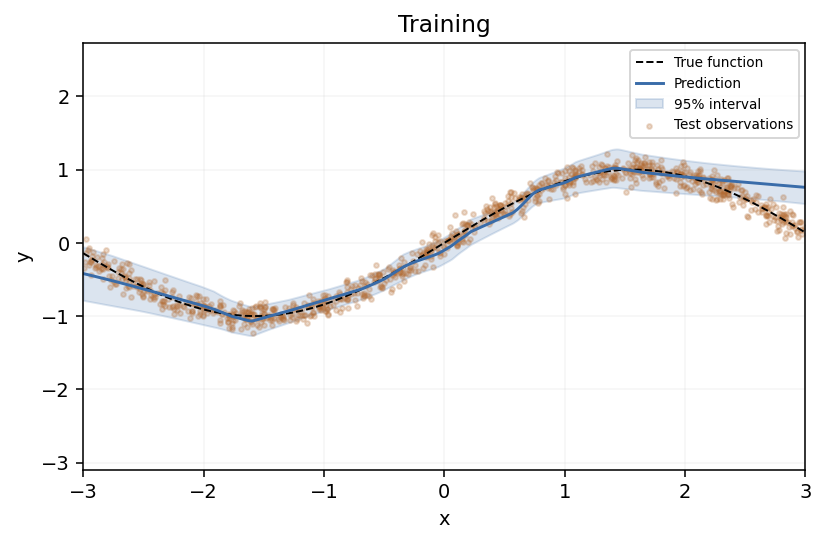 Training
True function
Prediction
95% interval
Test observations
2
1
0
−1
−2
−3
y
−3 −2 −1 0 1 2 3
x